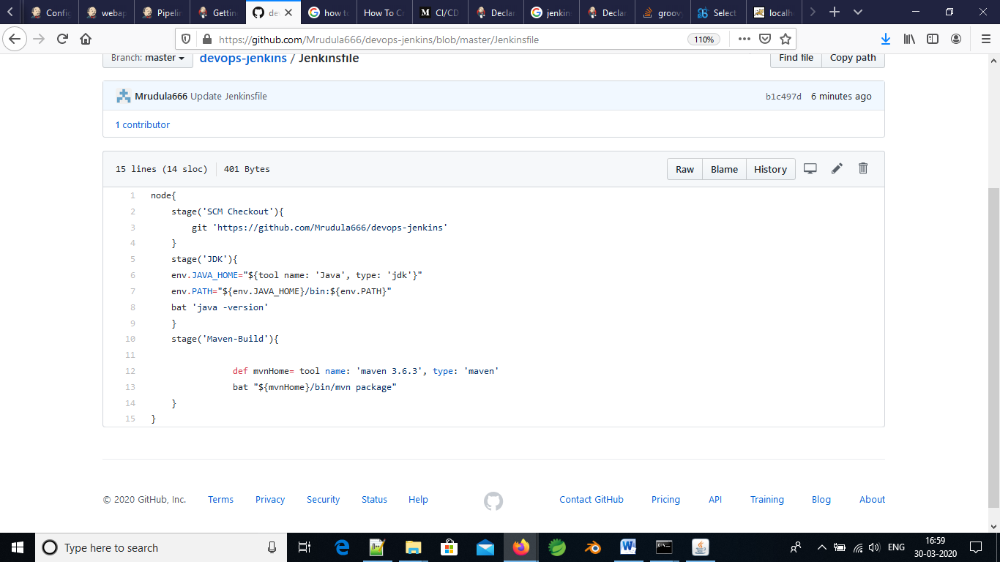 Config
webap
Pipelin
Gettin
de
how to
How To Cr
CI/CD
Declar
jenkins
Declar
groovy
Select
localh
https://github.com/Mrudula666/devops-jenkins/blob/master/Jenkinsfile
110%
Branch: master
devops-jenkins / Jenkinsfile
Find file
Copy path
Mrudula666 Update Jenkinsfile
b1c497d 6 minutes ago
1 contributor
15 lines (14 sloc) 401 Bytes
Raw
Blame
History
1 node{
2 stage('SCM Checkout'){
3 git 'https://github.com/Mrudula666/devops-jenkins'
4 }
5 stage('JDK'){
6 env.JAVA_HOME="${tool name: 'Java', type: 'jdk'}"
7 env.PATH="${env.JAVA_HOME}/bin:${env.PATH}"
8 bat 'java -version'
9 }
10 stage('Maven-Build'){
11
12 def mvnHome= tool name: 'maven 3.6.3', type: 'maven'
13 bat "${mvnHome}/bin/mvn package"
14 }
15 }
© 2020 GitHub, Inc. Terms Privacy Security Status Help Contact GitHub Pricing API Training Blog About
Type here to search
ENG
16:59
30-03-2020